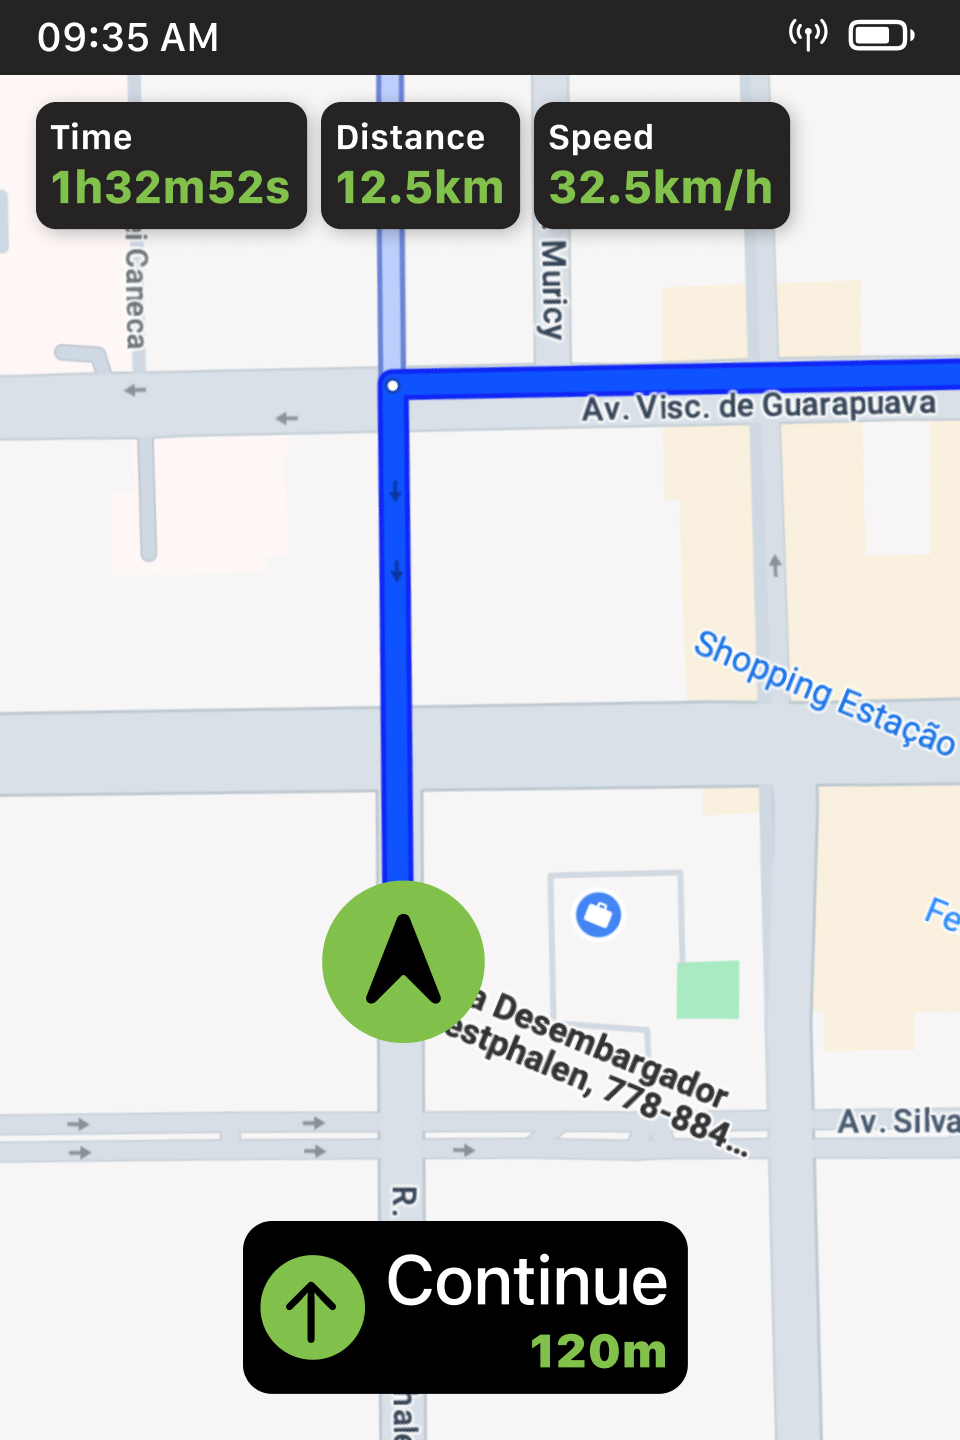 09:35 AM
Time
1h32m52s
Distance
12.5km
Speed
32.5km/h
Caneca
Muricy
Av. Visc. de Guarapuava
Shopping Estação
Desembargador
778-884...
Av. Silva
R.
Continue
120m